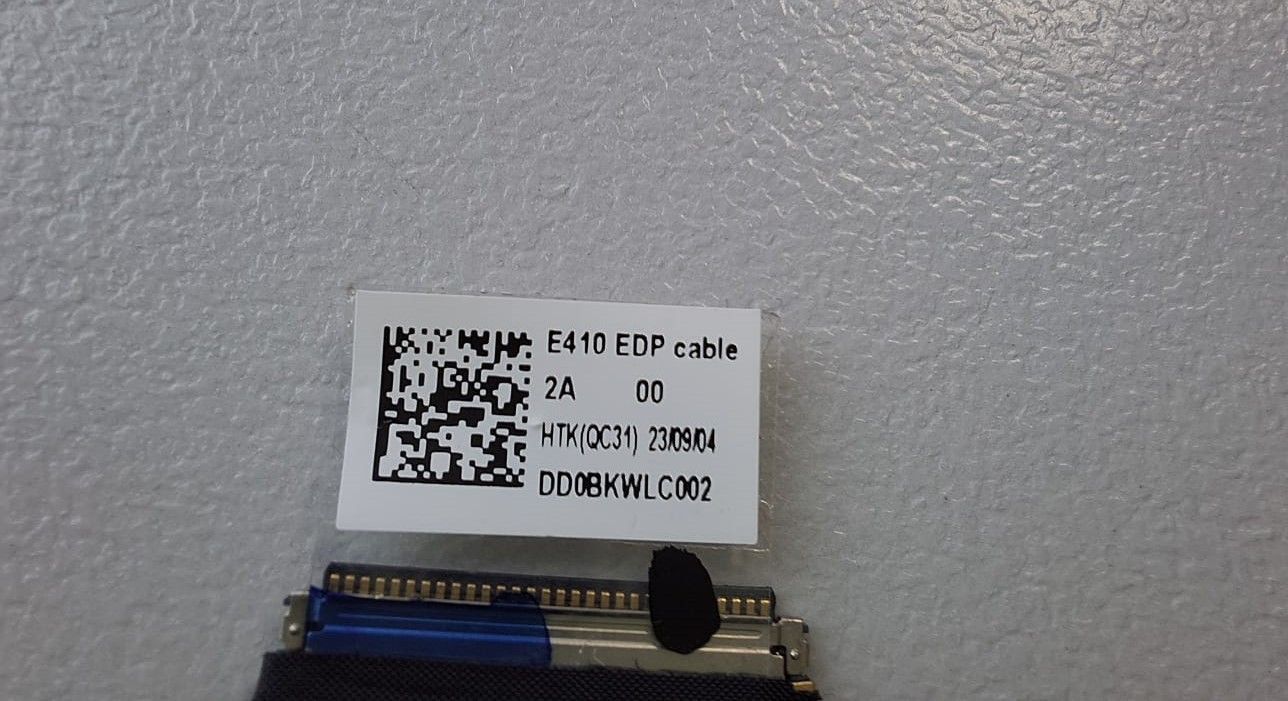 E410 EDP cable
2A 00
HTK(QC31) 23/09/04
DD0BKWLC002